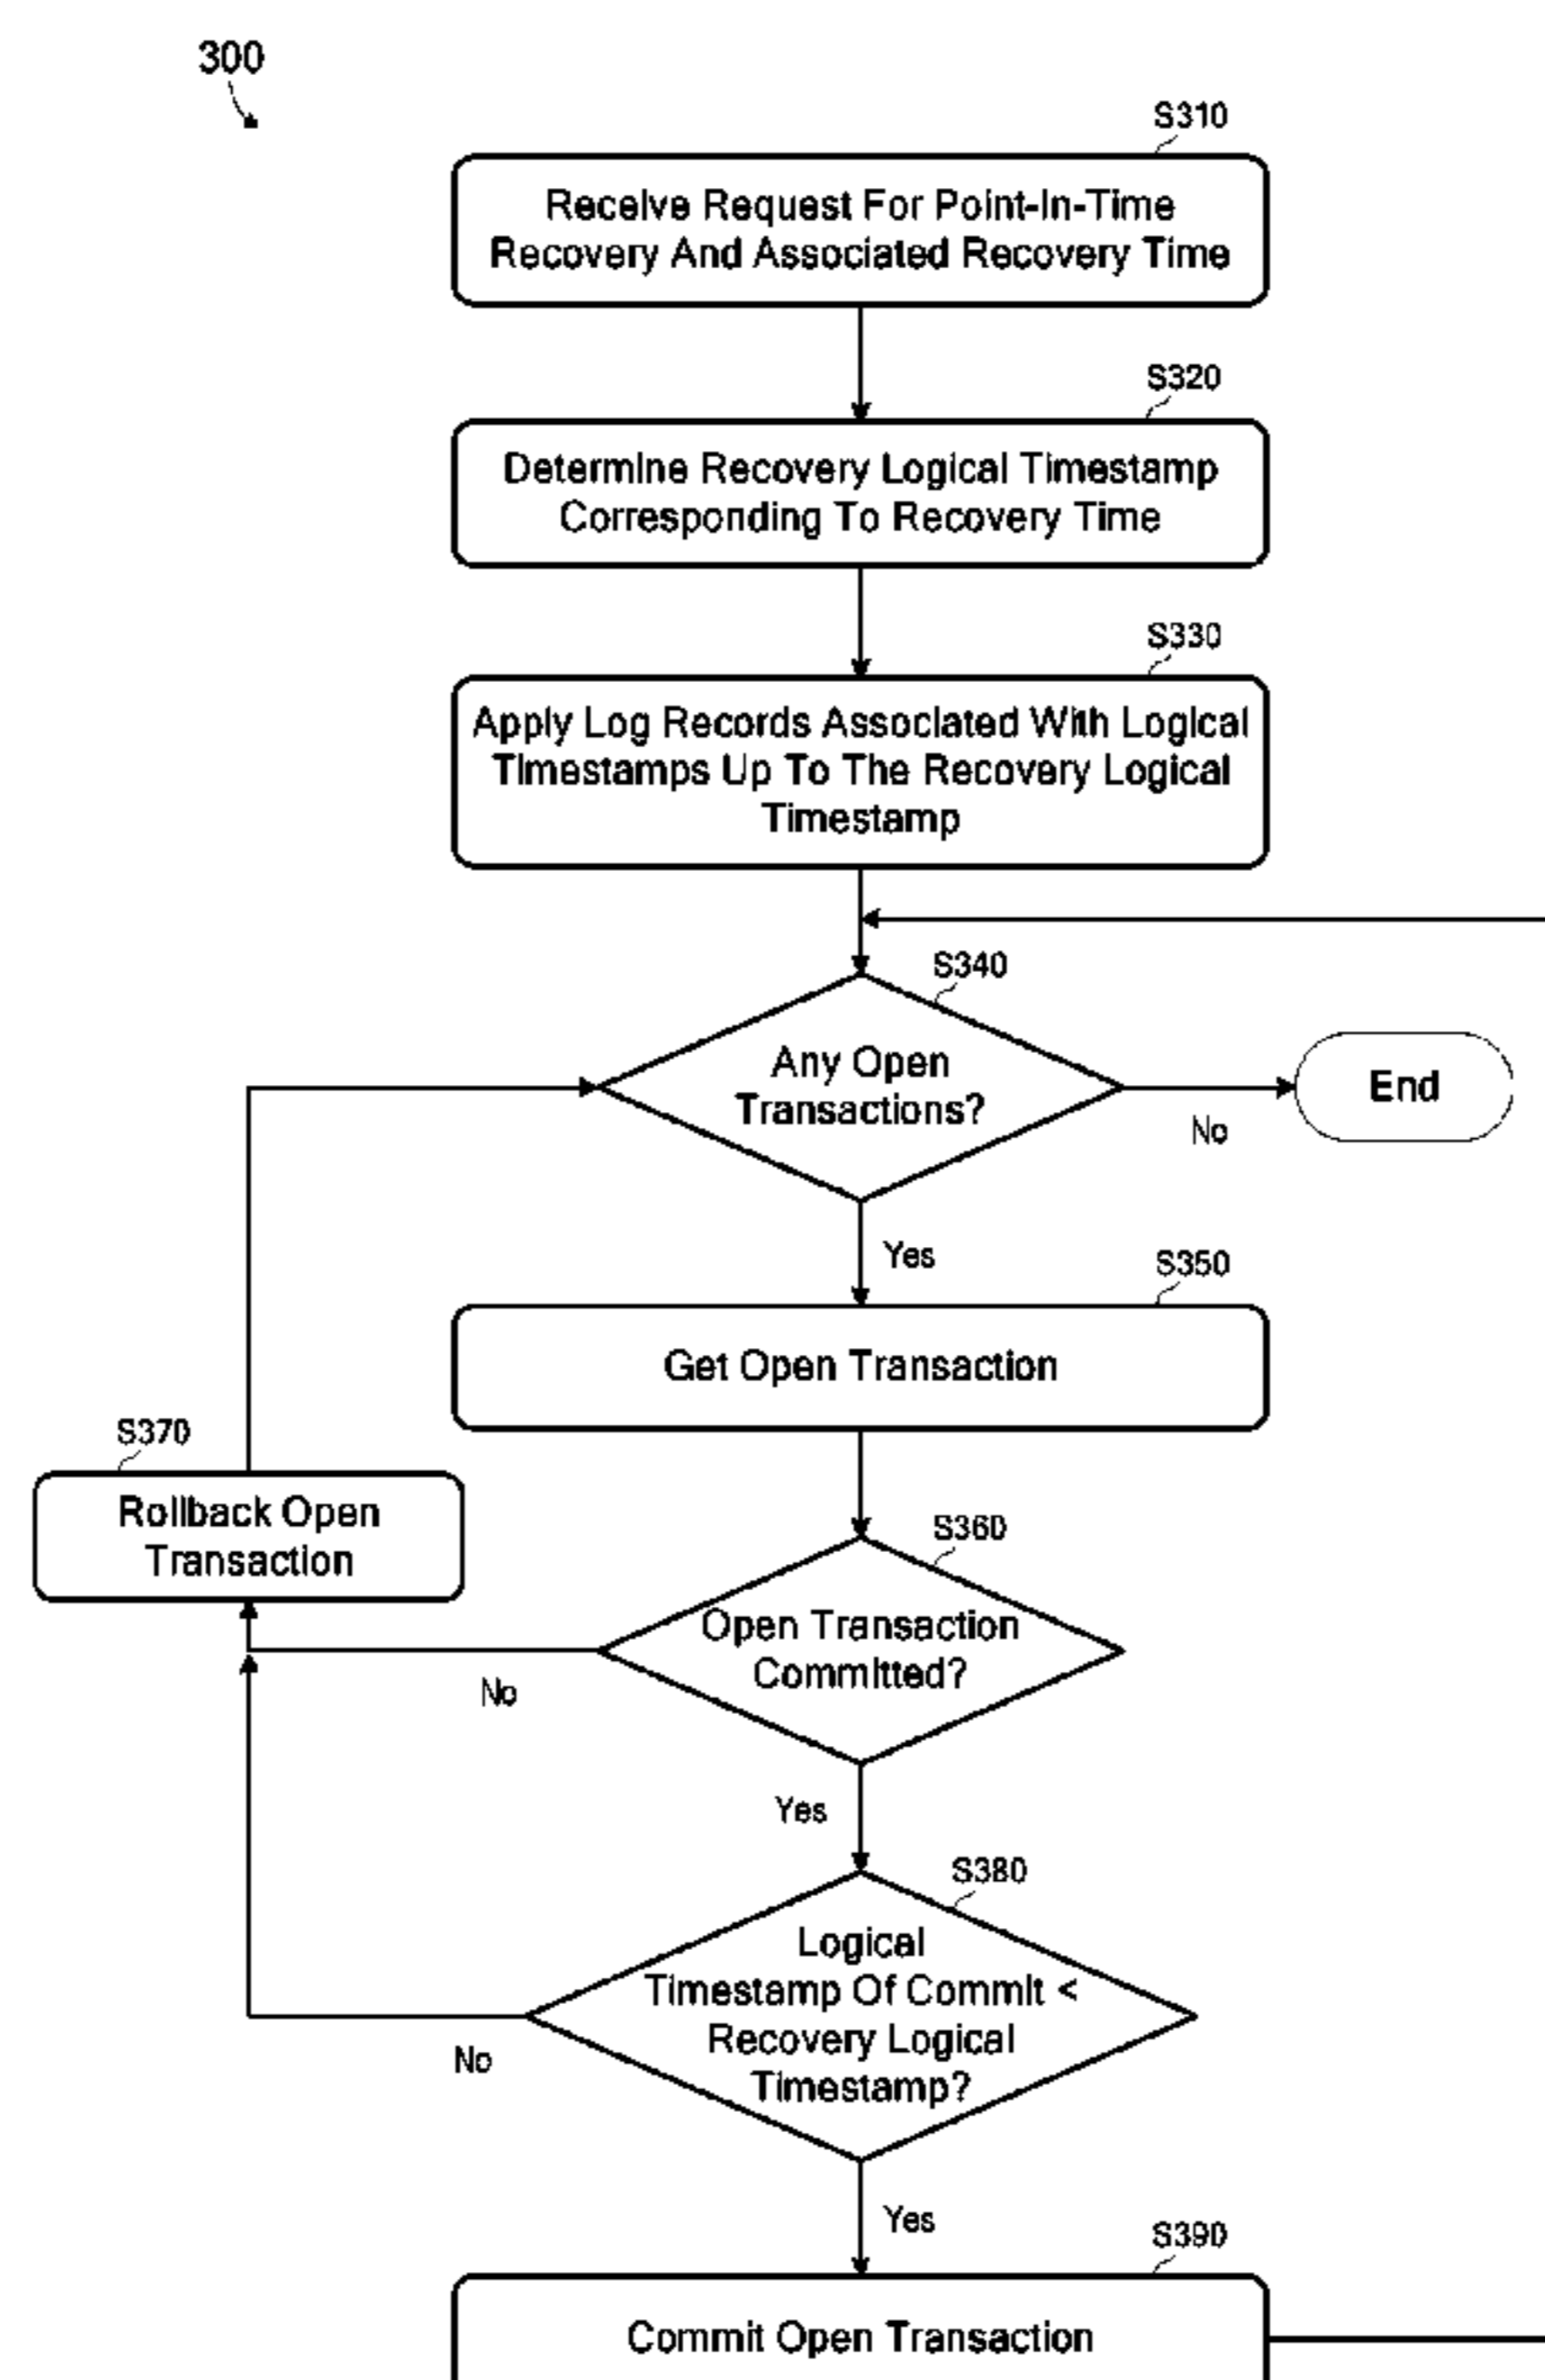 300
S310
Receive Request For Point-In-Time
Recovery And Associated Recovery Time
S320
Determine Recovery Logical Timestamp
Corresponding To Recovery Time
S330
Apply Log Records Associated With Logical
Timestamps Up To The Recovery Logical
Timestamp
S340
Any Open
Transactions?
No
End
Yes
S350
Get Open Transaction
S370
Rollback Open
Transaction
S360
Open Transaction
Committed?
No
Yes
S380
Logical
Timestamp Of Commit <
Recovery Logical
Timestamp?
No
Yes
S390
Commit Open Transaction